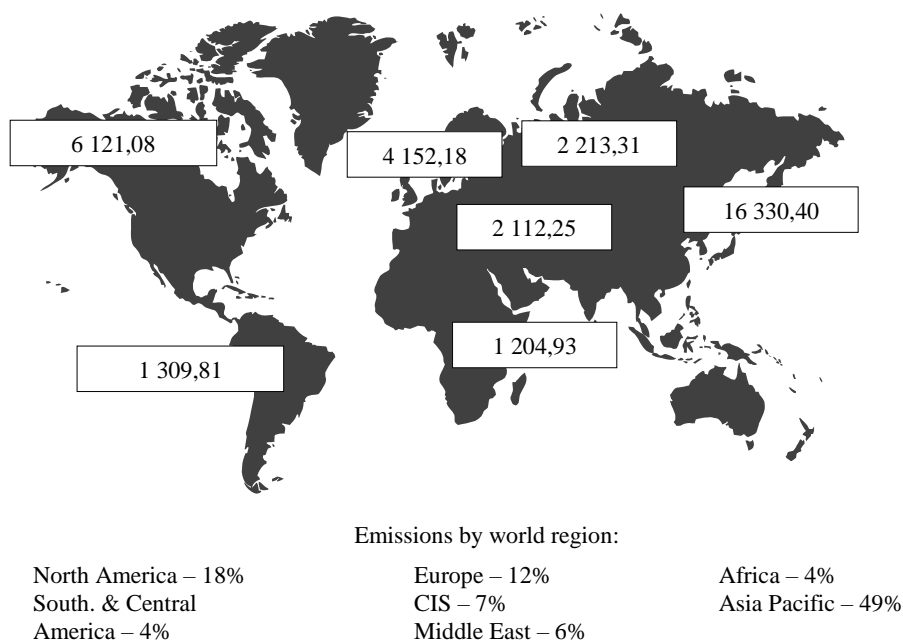 6 121,08
4 152,18
2 213,31
16 330,40
2 112,25
1 204,93
1 309,81
Emissions by world region:
North America – 18%
South. & Central
America – 4%
Europe – 12%
CIS – 7%
Middle East – 6%
Africa – 4%
Asia Pacific – 49%